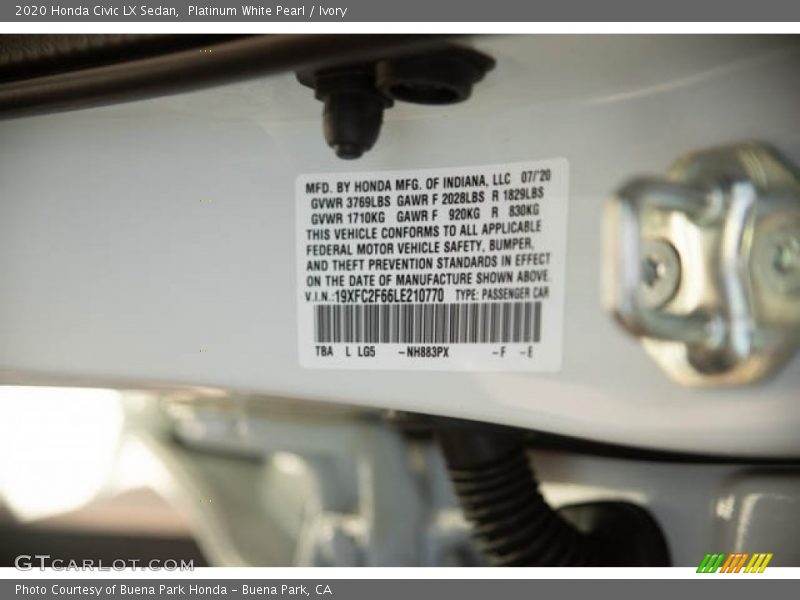 2020 Honda Civic LX Sedan,  Platinum White Pearl / Ivory
MFD. BY HONDA MFG. OF INDIANA, LLC 07/'20
GVWR 3769LBS GAWR F 2028LBS R 1829LBS
GVWR 1710KG GAWR F 920KG R 830KG
THIS VEHICLE CONFORMS TO ALL APPLICABLE
FEDERAL MOTOR VEHICLE SAFETY, BUMPER,
AND THEFT PREVENTION STANDARDS IN EFFECT
ON THE DATE OF MANUFACTURE SHOWN ABOVE.
V.I.N.:19XFC2F66LE210770 TYPE: PASSENGER CAR
TBA L LG5 -NH883PX -F -E
GTcarlot.com
Photo Courtesy of Buena Park Honda - Buena Park, CA